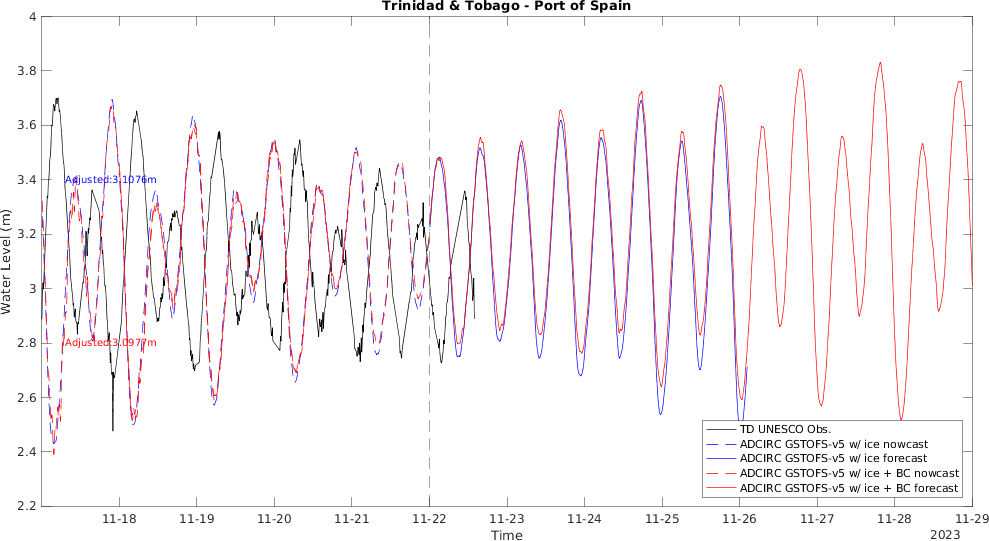 Trinidad & Tobago - Port of Spain
4
3.8
3.6
3.4
3.2
3
2.8
2.6
2.4
2.2
Water Level (m)
Adjusted:3.1076m
Adjusted:3.0977m
TD UNESCO Obs.
ADCIRC GSTOFS-v5 w/ ice nowcast
ADCIRC GSTOFS-v5 w/ ice forecast
ADCIRC GSTOFS-v5 w/ ice + BC nowcast
ADCIRC GSTOFS-v5 w/ ice + BC forecast
11-18 11-19 11-20 11-21 11-22 11-23 11-24 11-25 11-26 11-27 11-28 11-29
Time
2023